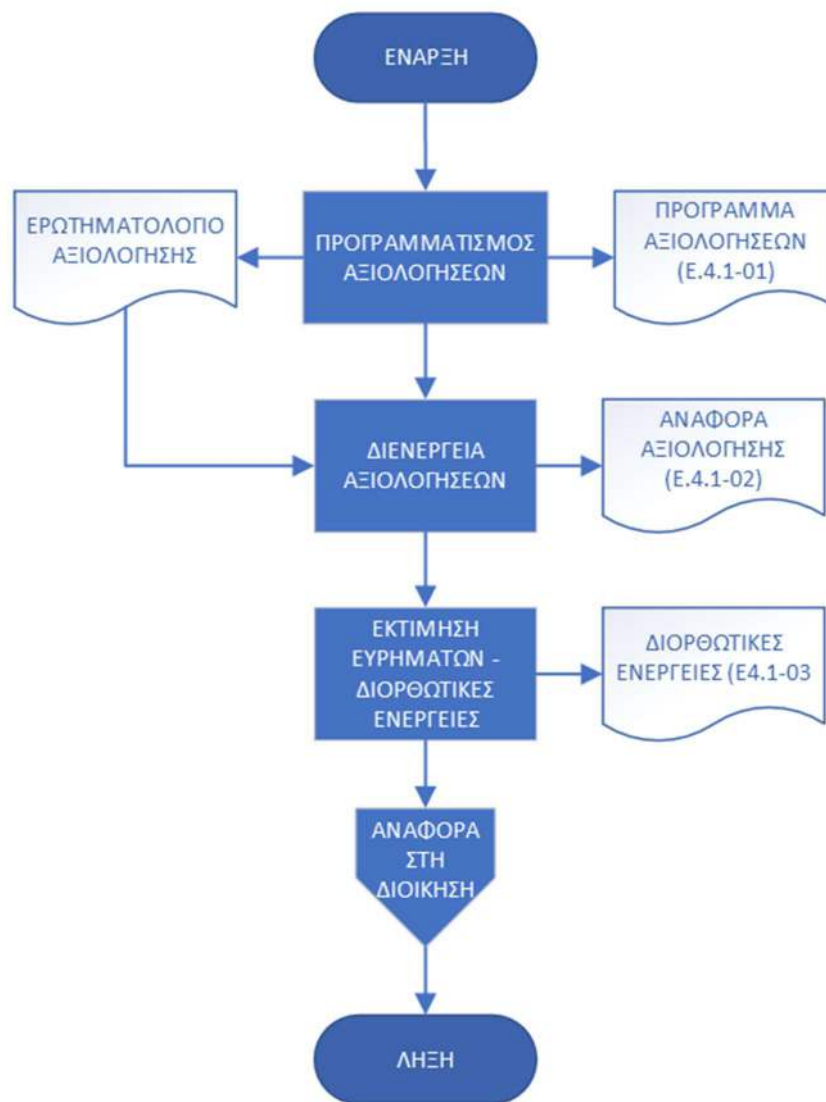 ΕΝΑΡΞΗ
ΕΡΩΤΗΜΑΤΟΛΟΓΙΟ
ΑΞΙΟΛΟΓΗΣΗΣ
ΠΡΟΓΡΑΜΜΑΤΙΣΜΟΣ
ΑΞΙΟΛΟΓΗΣΕΩΝ
ΠΡΟΓΡΑΜΜΑ
ΑΞΙΟΛΟΓΗΣΕΩΝ
(Ε.4.1-01)
ΔΙΕΝΕΡΓΕΙΑ
ΑΞΙΟΛΟΓΗΣΕΩΝ
ΑΝΑΦΟΡΑ
ΑΞΙΟΛΟΓΗΣΗΣ
(Ε.4.1-02)
ΕΚΤΙΜΗΣΗ
ΕΥΡΗΜΑΤΩΝ -
ΔΙΟΡΘΩΤΙΚΕΣ
ΕΝΕΡΓΕΙΕΣ
ΔΙΟΡΘΩΤΙΚΕΣ
ΕΝΕΡΓΕΙΕΣ (Ε4.1-03
ΑΝΑΦΟΡΑ
ΣΤΗ
ΔΙΟΙΚΗΣΗ
ΛΗΞΗ